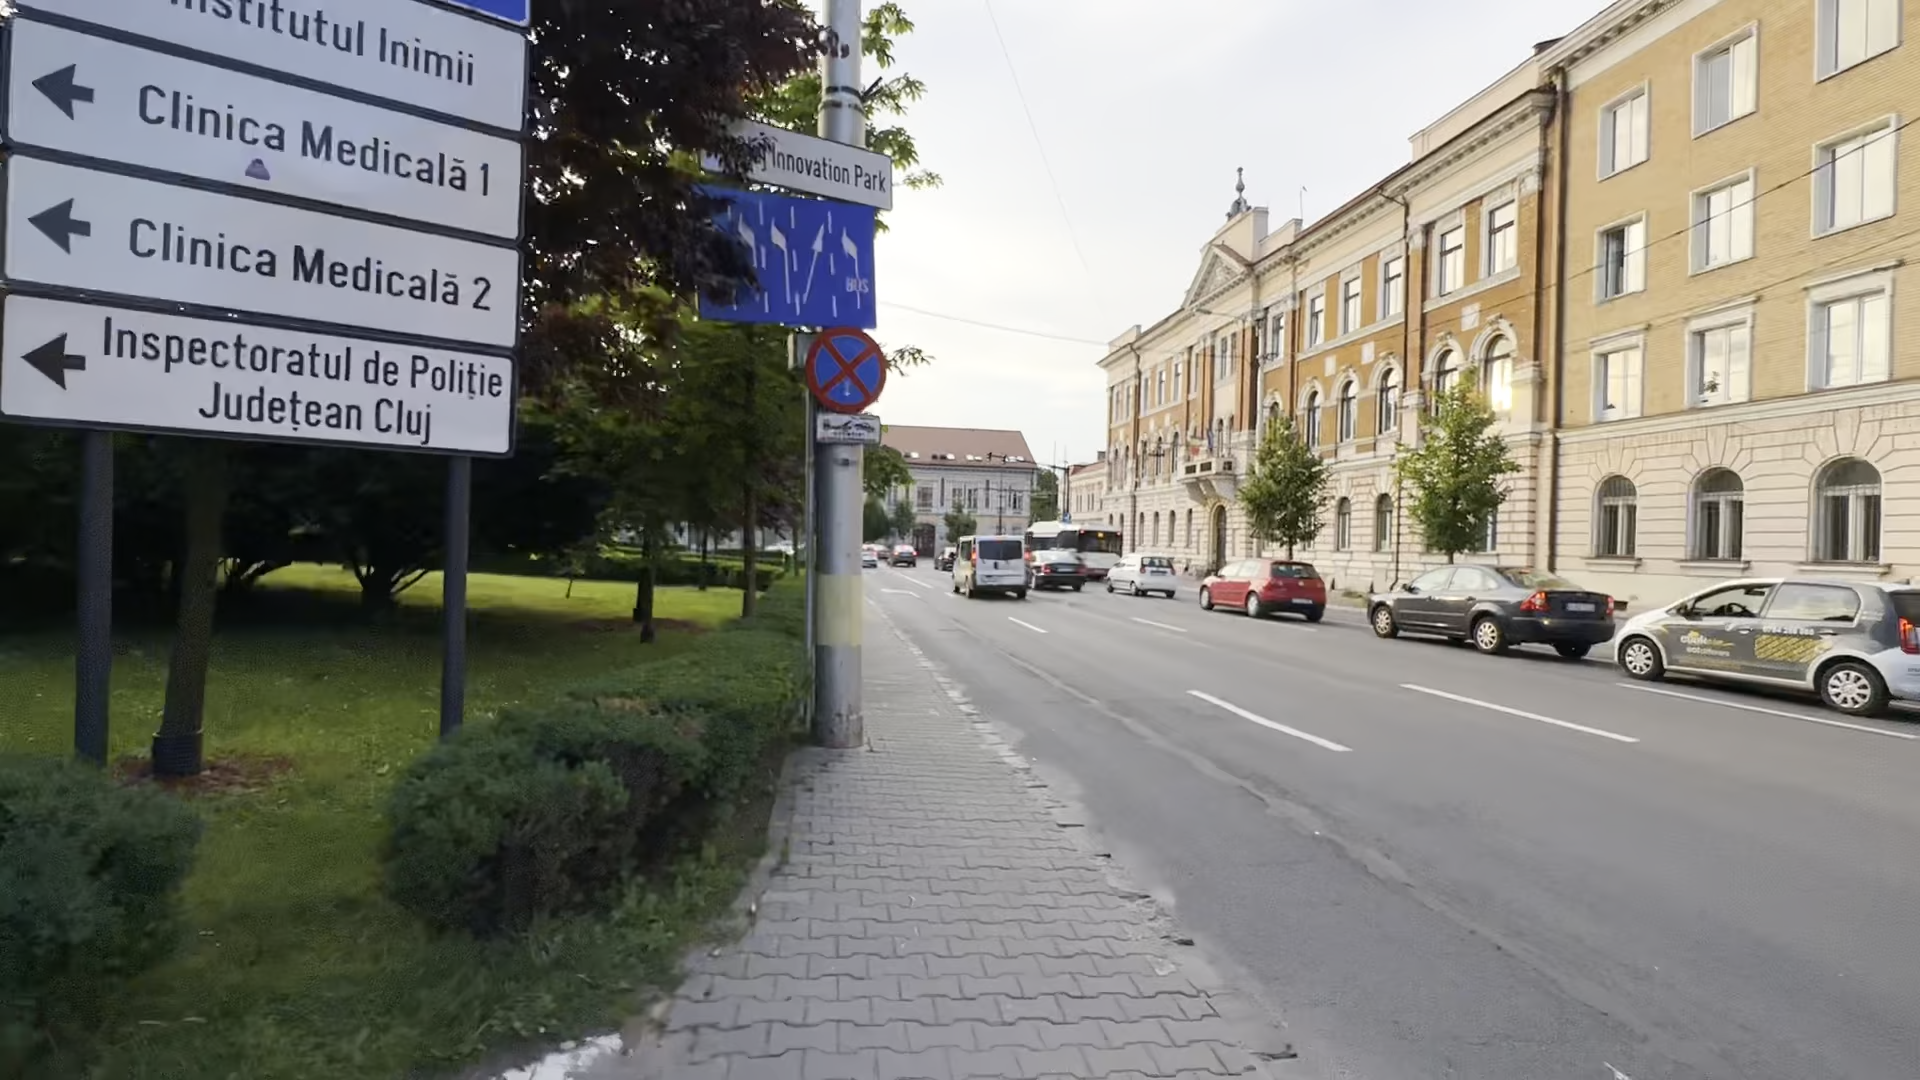 Institutul Inimii
Clinica Medicală 1
Clinica Medicală 2
Inspectoratul de Poliție
Județean Cluj
Innovation Park
BUS